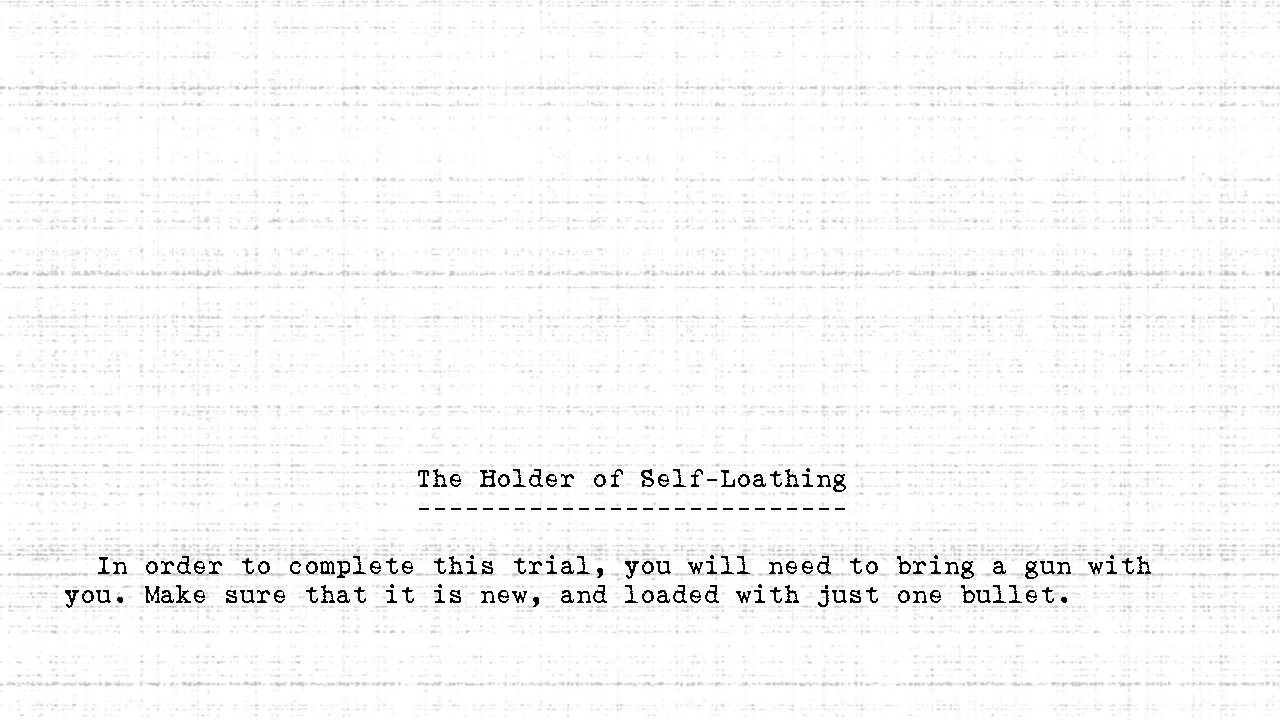 The Holder of Self-Loathing
---------------------------
In order to complete this trial, you will need to bring a gun with
you. Make sure that it is new, and loaded with just one bullet.